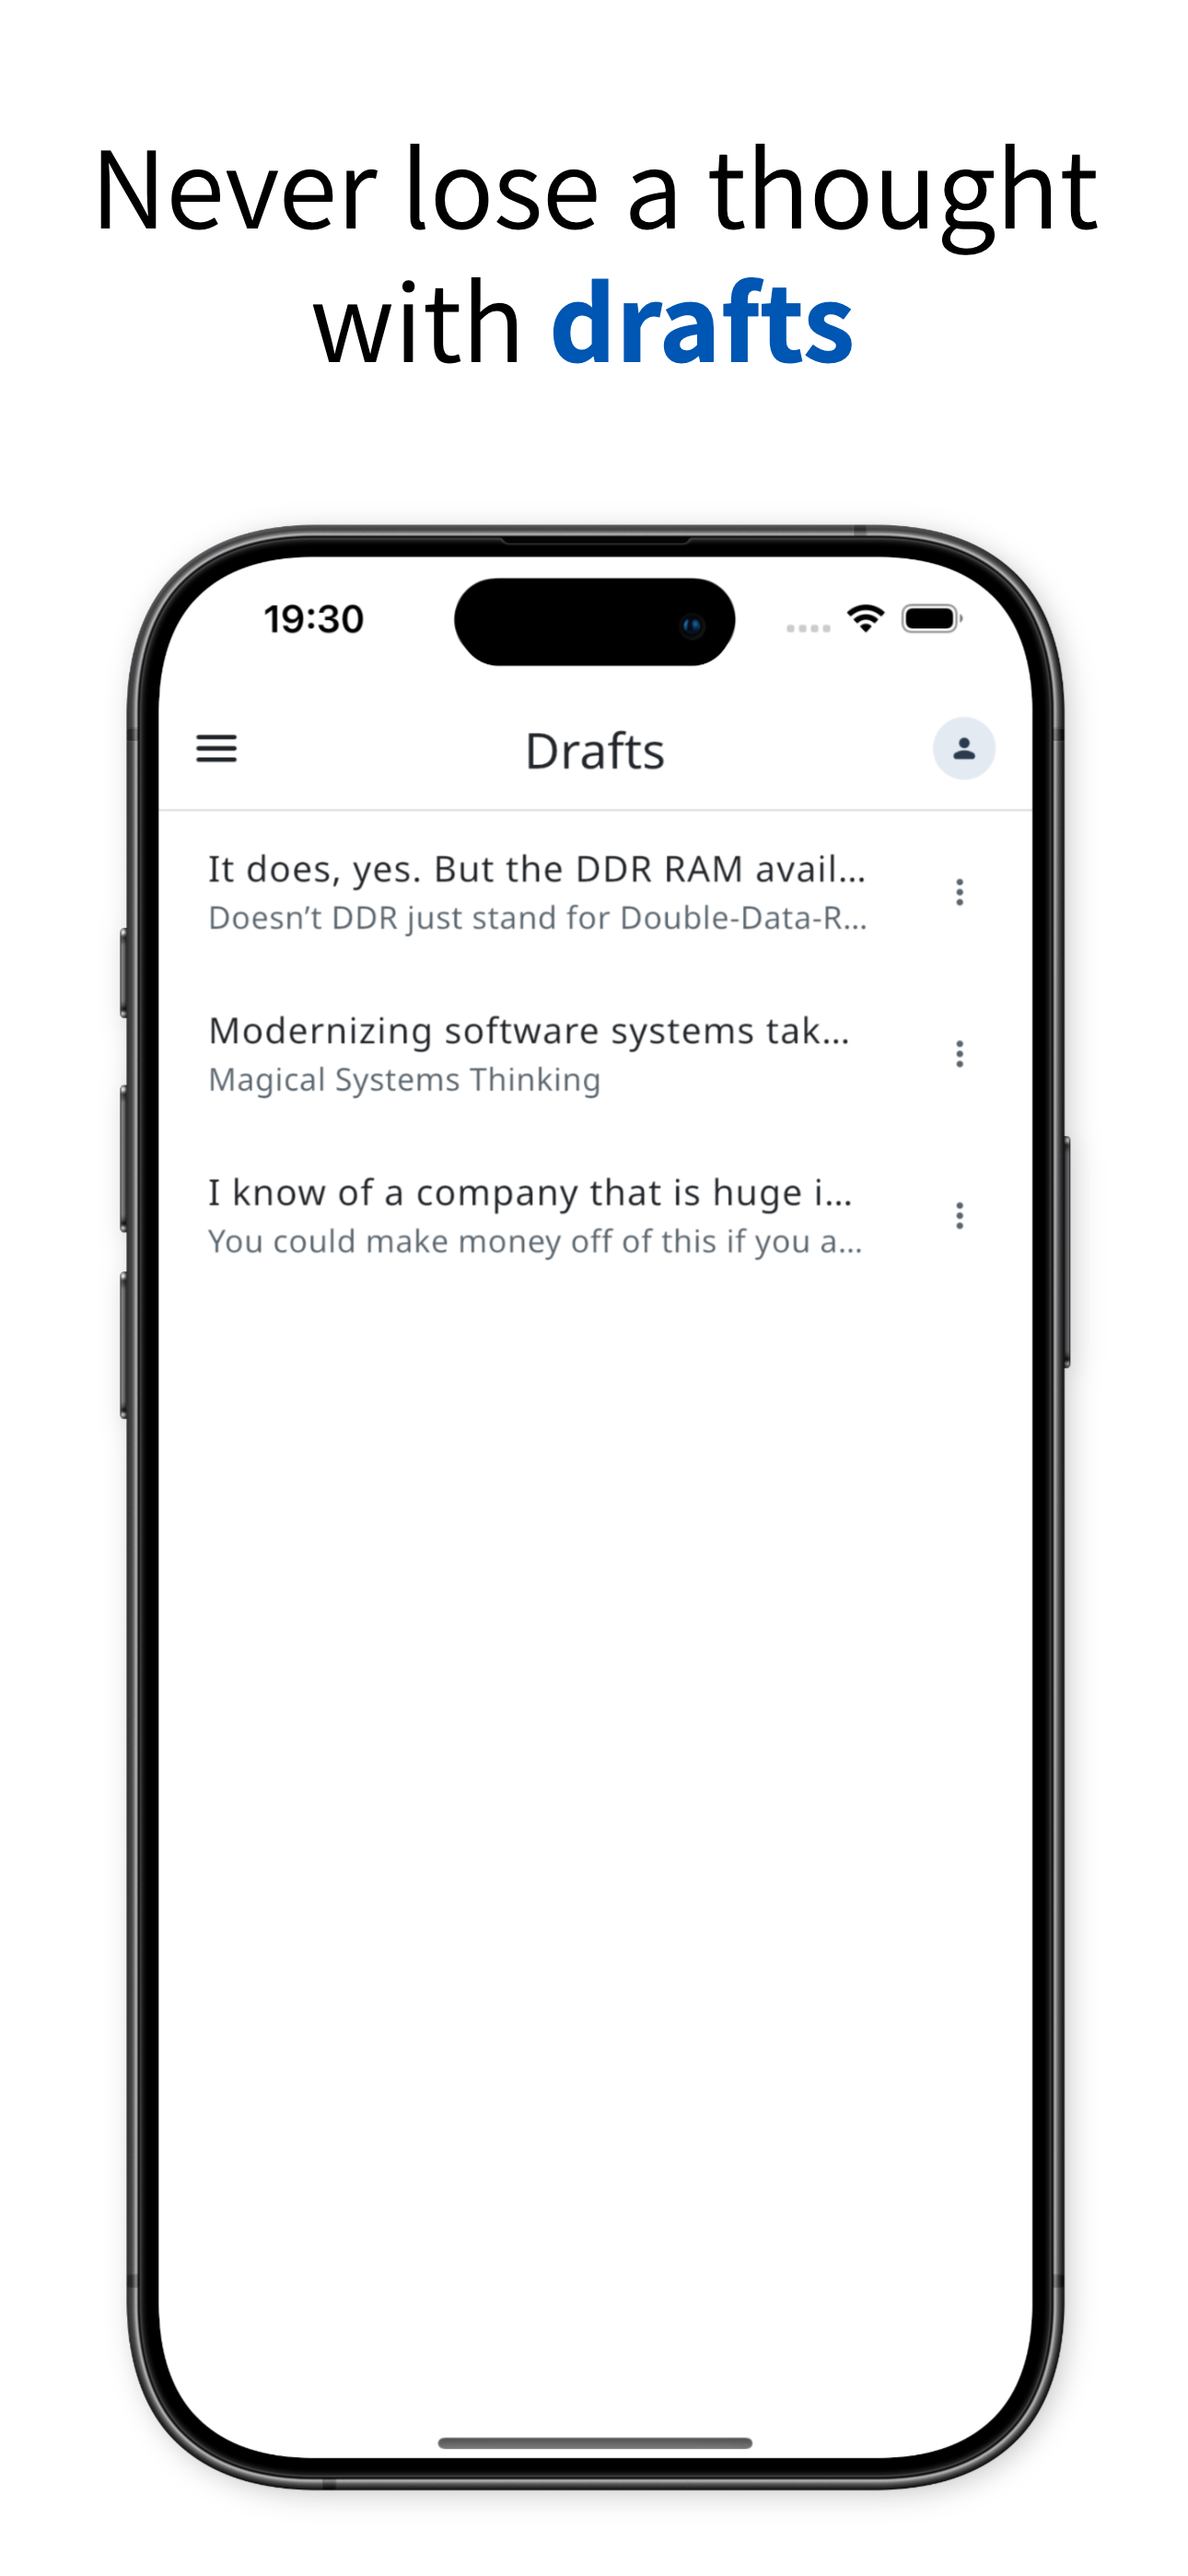 Never lose a thought
with drafts
19:30
Drafts
It does, yes. But the DDR RAM avail...
Doesn’t DDR just stand for Double-Data-R...
Modernizing software systems tak...
Magical Systems Thinking
I know of a company that is huge i...
You could make money off of this if you a...